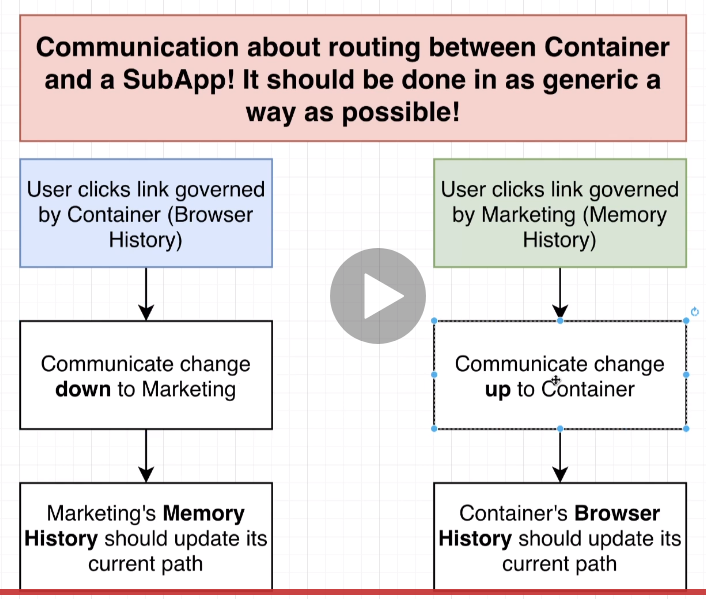 Communication about routing between Container
and a SubApp! It should be done in as generic a
way as possible!
User clicks link governed
by Container (Browser
History)
Communicate change
down to Marketing
Marketing's Memory
History should update its
current path
User clicks link governed
by Marketing (Memory
History)
Communicate change
up to Container
Container's Browser
History should update its
current path